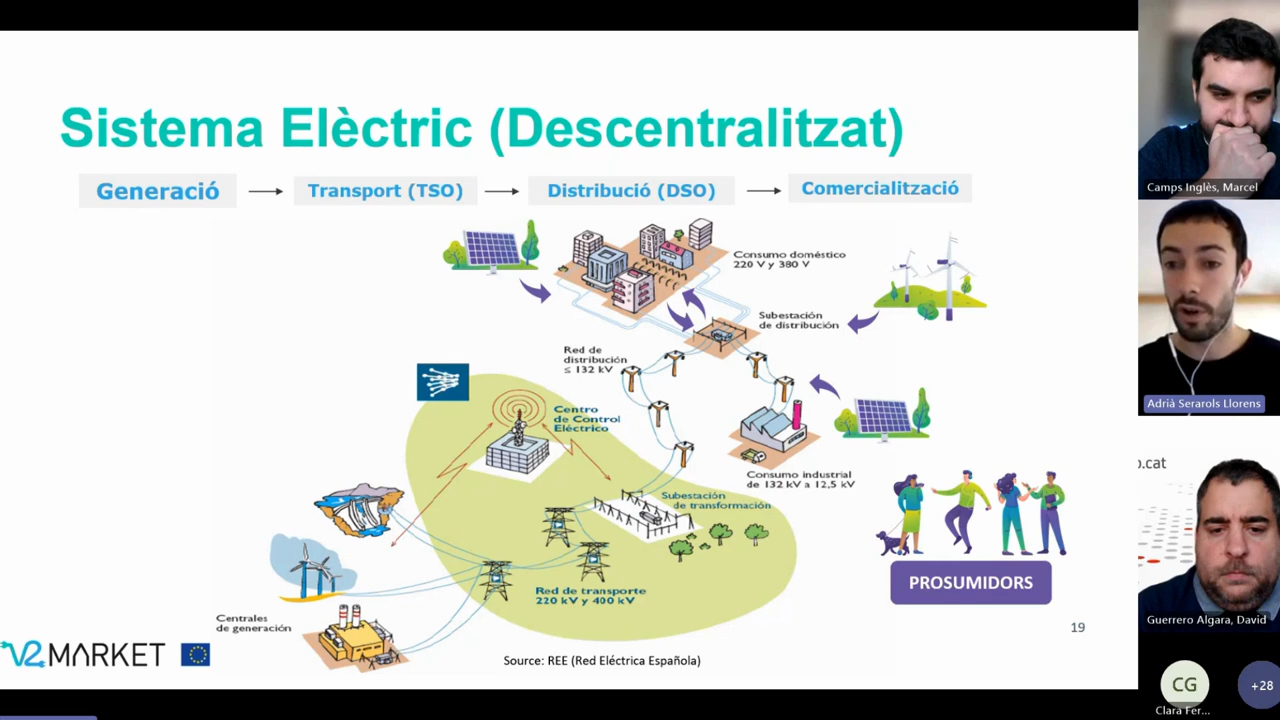 Sistema Elèctric (Descentralitzat)
Generació
Transport (TSO)
Distribució (DSO)
Comercialització
Consumo doméstico
220 V y 380 V
Subestación
de distribución
Red de
distribución
≤ 132 kV
Centro
de Control
Eléctrico
Consumo industrial
de 132 kV a 12,5 kV
Subestación
de transformación
Red de transporte
220 kV y 400 kV
Centrales
de generación
PROSUMIDORS
19
V2MARKET
Source: REE (Red Eléctrica Española)
Camps Inglès, Marcel
Adrià Serarols Llorens
o.cat
Guerrero Algara, David
CG
Clara Fer...
+28